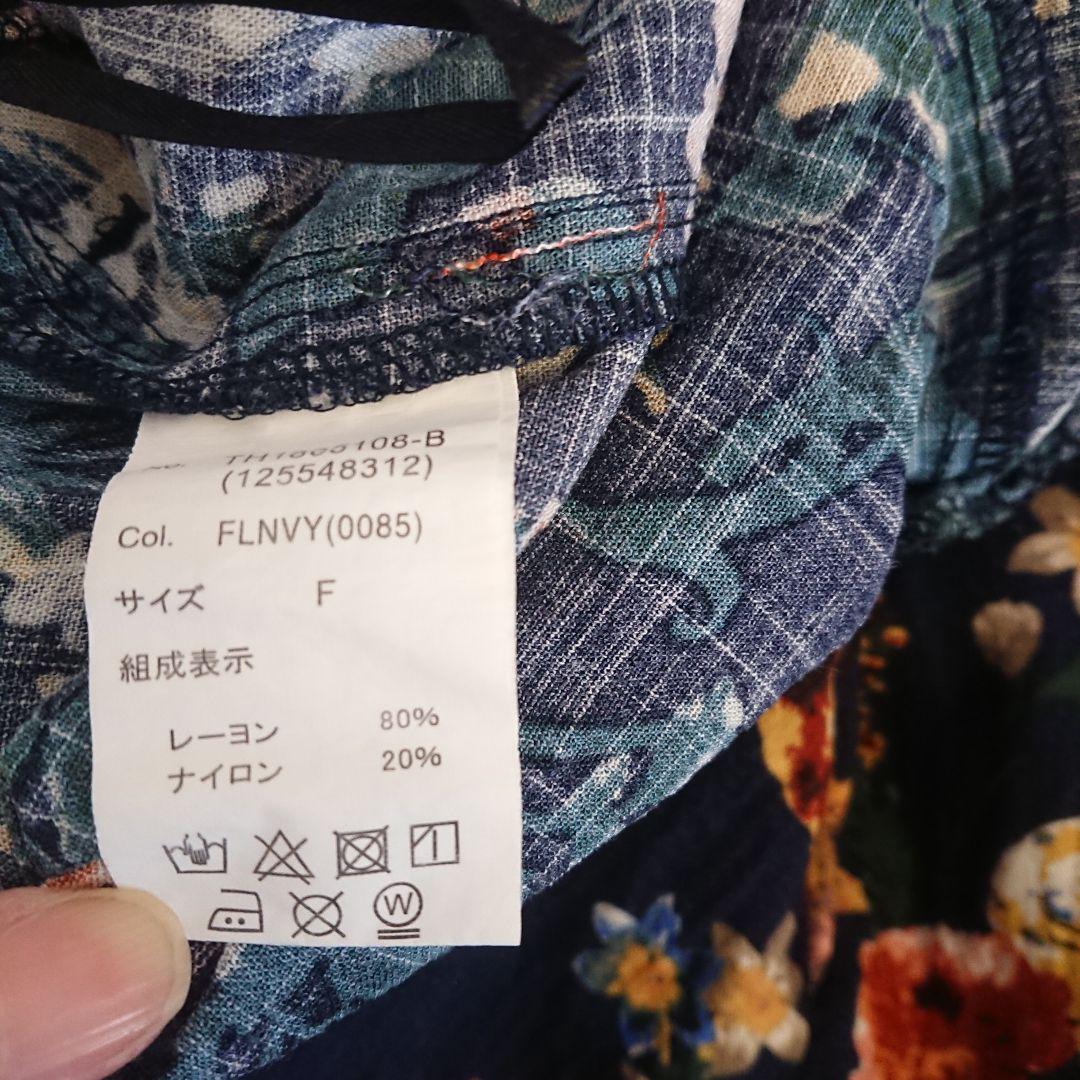 108-B
(125548312)
Col. FLNVY(0085)
サイズ F
組成表示
レーヨン 80%
ナイロン 20%
W